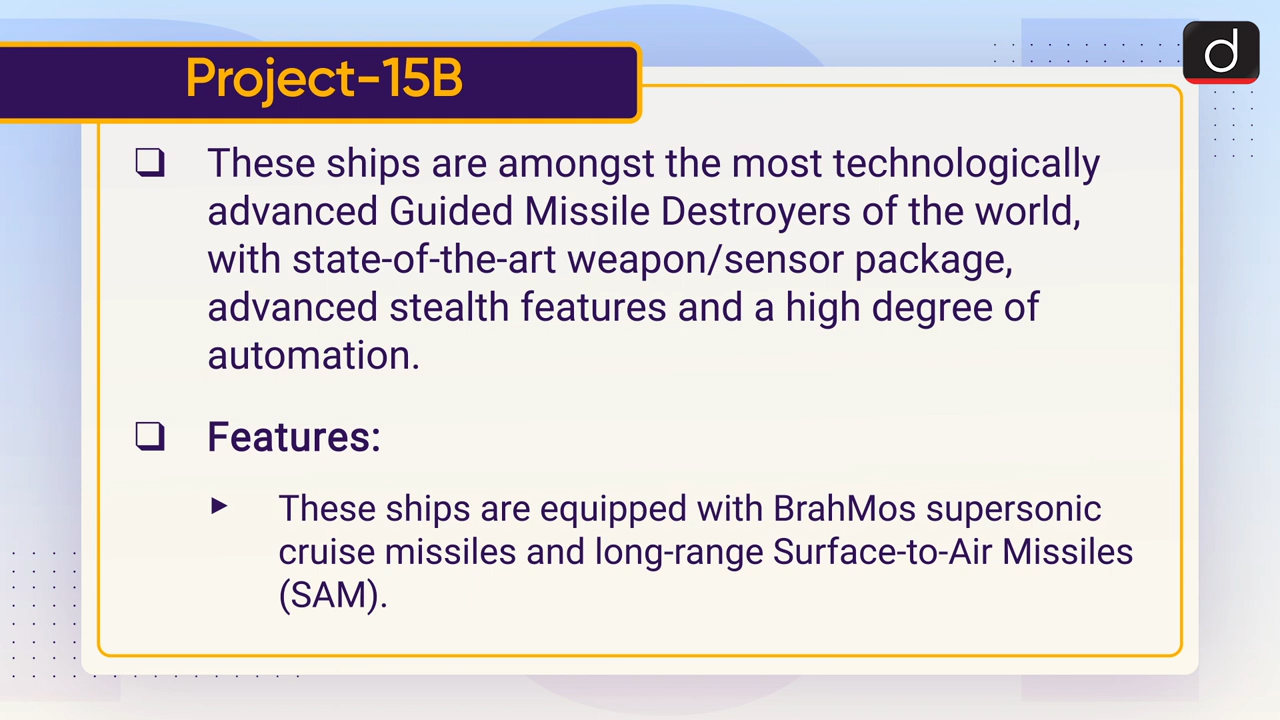 Project-15B
d
❑ These ships are amongst the most technologically
advanced Guided Missile Destroyers of the world,
with state-of-the-art weapon/sensor package,
advanced stealth features and a high degree of
automation.
❑ Features:
▶ These ships are equipped with BrahMos supersonic
cruise missiles and long-range Surface-to-Air Missiles
(SAM).